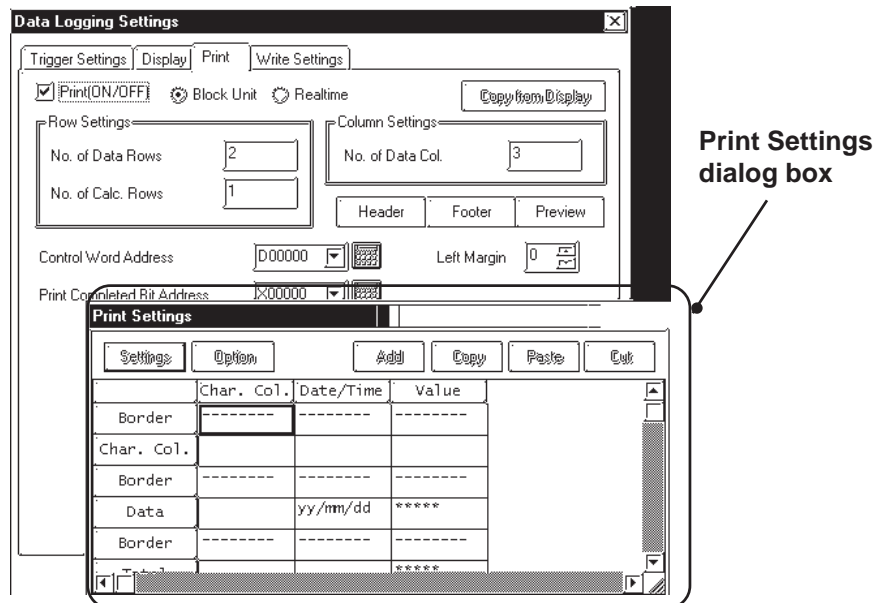 Data Logging Settings
Trigger Settings Display Print Write Settings
Print(ON/OFF) Block Unit Realtime Copy from Display
Row Settings Column Settings
No. of Data Rows 2 No. of Data Col. 3
No. of Calc. Rows 1
Header Footer Preview
Control Word Address D00000 Left Margin 0
Print Completed Bit Address X00000
Print Settings
dialog box
Print Settings
Settings Option Add Copy Paste Cut
Char. Col. Date/Time Value
Border -------- -------- --------
Char. Col.
Border -------- -------- --------
Data yy/mm/dd *****
Border -------- -------- --------
Total *****